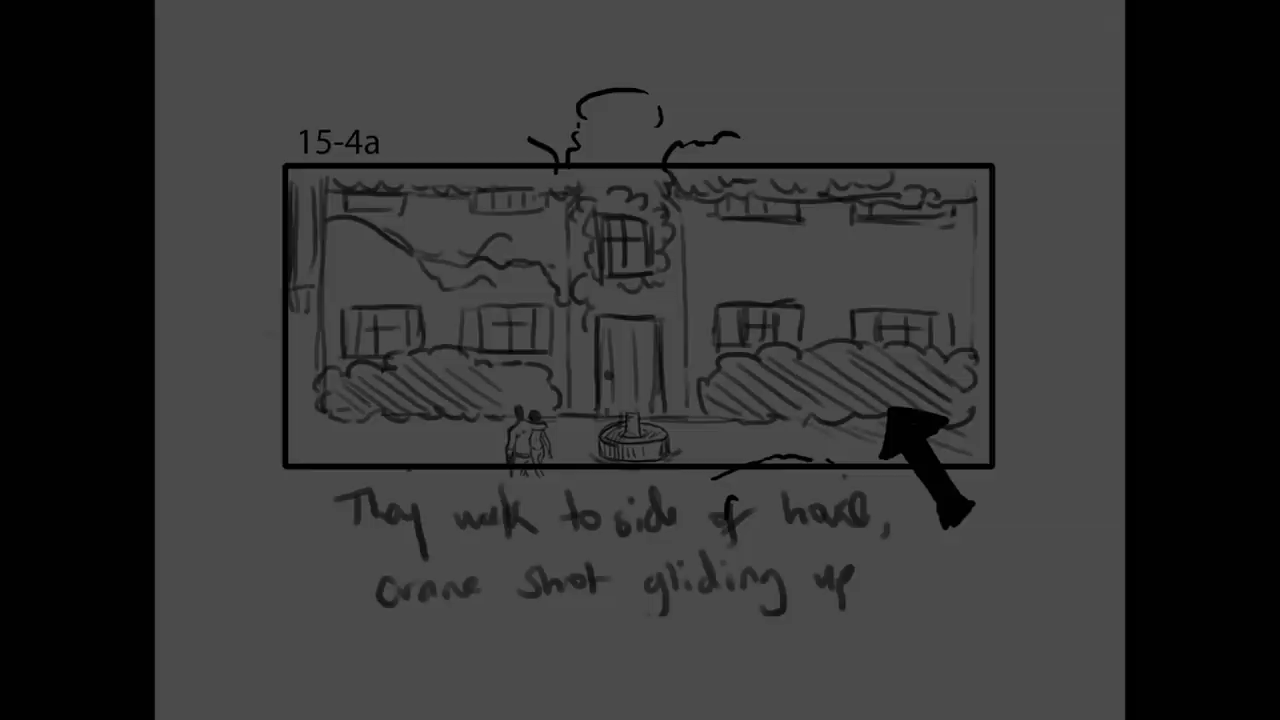 15-4a
They walk to side of house,
crane shot gliding up